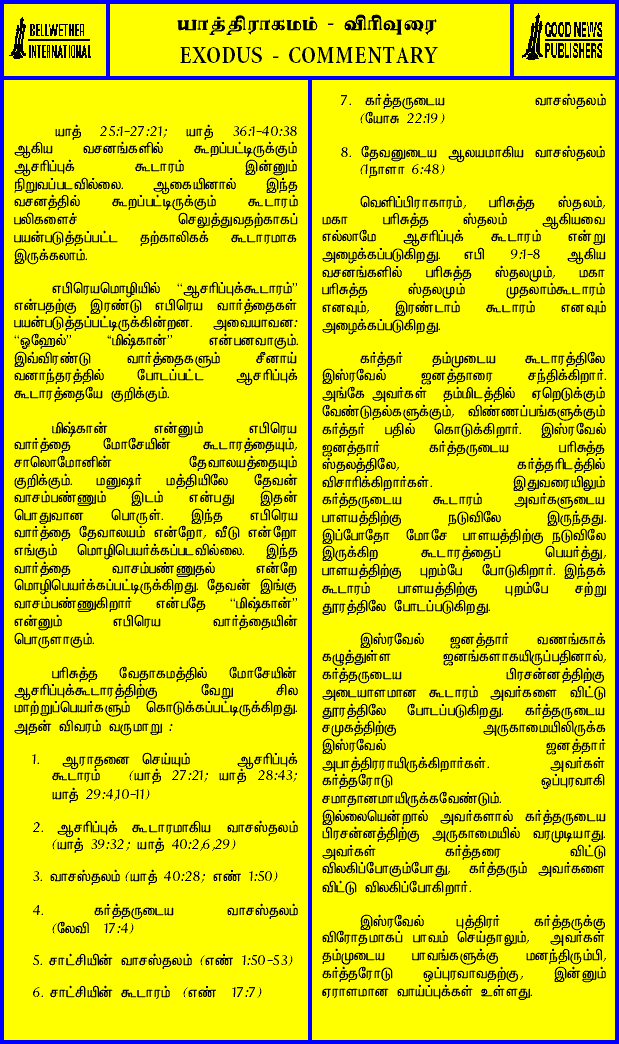 BELLWETHER
INTERNATIONAL
யாத்திராகமம் - விரிவுரை
EXODUS - COMMENTARY
GOOD NEWS
PUBLISHERS
யாத் 25:1-27:21; யாத் 36:1-40:38
ஆகிய வசனங்களில் கூறப்பட்டிருக்கும்
ஆசரிப்புக் கூடாரம் இன்னும்
நிறுவப்படவில்லை. ஆகையினால் இந்த
வசனத்தில் கூறப்பட்டிருக்கும் கூடாரம்
பலிகளைச் செலுத்துவதற்காகப்
பயன்படுத்தப்பட்ட தற்காலிகக் கூடாரமாக
இருக்கலாம்.
எபிரெயமொழியில் “ஆசரிப்புக்கூடாரம்”
என்பதற்கு இரண்டு எபிரெய வார்த்தைகள்
பயன்படுத்தப்பட்டிருக்கின்றன. அவையாவன:
“ஓஹேல்” “மிஷ்கான்” என்பனவாகும்.
இவ்விரண்டு வார்த்தைகளும் சீனாய்
வனாந்தரத்தில் போடப்பட்ட ஆசரிப்புக்
கூடாரத்தையே குறிக்கும்.
மிஷ்கான் என்னும் எபிரெய
வார்த்தை மோசேயின் கூடாரத்தையும்,
சாலொமோனின் தேவாலயத்தையும்
குறிக்கும். மனுஷர் மத்தியிலே தேவன்
வாசம்பண்ணும் இடம் என்பது இதன்
பொதுவான பொருள். இந்த எபிரெய
வார்த்தை தேவாலயம் என்றோ, வீடு என்றோ
எங்கும் மொழிபெயர்க்கப்படவில்லை. இந்த
வார்த்தை வாசம்பண்ணுதல் என்றே
மொழிபெயர்க்கப்பட்டிருக்கிறது. தேவன் இங்கு
வாசம்பண்ணுகிறார் என்பதே “மிஷ்கான்”
என்னும் எபிரெய வார்த்தையின்
பொருளாகும்.
பரிசுத்த வேதாகமத்தில் மோசேயின்
ஆசரிப்புக்கூடாரத்திற்கு வேறு சில
மாற்றுப்பெயர்களும் கொடுக்கப்பட்டிருக்கிறது.
அதன் விவரம் வருமாறு :
1. ஆராதனை செய்யும் ஆசரிப்புக்
கூடாரம் (யாத் 27:21; யாத் 28:43;
யாத் 29:4,10-11)
2. ஆசரிப்புக் கூடாரமாகிய வாசஸ்தலம்
(யாத் 39:32; யாத் 40:2,6,29)
3. வாசஸ்தலம் (யாத் 40:28; எண் 1:50)
4. கர்த்தருடைய வாசஸ்தலம்
(லேவி 17:4)
5. சாட்சியின் வாசஸ்தலம் (எண் 1:50-53)
6. சாட்சியின் கூடாரம் (எண் 17:7)
7. கர்த்தருடைய வாசஸ்தலம்
(யோசு 22:19)
8. தேவனுடைய ஆலயமாகிய வாசஸ்தலம்
(1நாளா 6:48)
வெளிப்பிராகாரம், பரிசுத்த ஸ்தலம்,
மகா பரிசுத்த ஸ்தலம் ஆகியவை
எல்லாமே ஆசரிப்புக் கூடாரம் என்று
அழைக்கப்படுகிறது. எபி 9:1-8 ஆகிய
வசனங்களில் பரிசுத்த ஸ்தலமும், மகா
பரிசுத்த ஸ்தலமும் முதலாம்கூடாரம்
எனவும், இரண்டாம் கூடாரம் எனவும்
அழைக்கப்படுகிறது.
கர்த்தர் தம்முடைய கூடாரத்திலே
இஸ்ரவேல் ஜனத்தாரை சந்திக்கிறார்.
அங்கே அவர்கள் தம்மிடத்தில் ஏறெடுக்கும்
வேண்டுதல்களுக்கும், விண்ணப்பங்களுக்கும்
கர்த்தர் பதில் கொடுக்கிறார். இஸ்ரவேல்
ஜனத்தார் கர்த்தருடைய பரிசுத்த
ஸ்தலத்திலே, கர்த்தரிடத்தில்
விசாரிக்கிறார்கள். இதுவரையிலும்
கர்த்தருடைய கூடாரம் அவர்களுடைய
பாளயத்திற்கு நடுவிலே இருந்தது.
இப்போதோ மோசே பாளயத்திற்கு நடுவிலே
இருக்கிற கூடாரத்தைப் பெயர்த்து,
பாளயத்திற்கு புறம்பே போடுகிறார். இந்தக்
கூடாரம் பாளயத்திற்கு புறம்பே சற்று
தூரத்திலே போடப்படுகிறது.
இஸ்ரவேல் ஜனத்தார் வணங்காக்
கழுத்துள்ள ஜனங்களாகயிருப்பதினால்,
கர்த்தருடைய பிரசன்னத்திற்கு
அடையாளமான கூடாரம் அவர்களை விட்டு
தூரத்திலே போடப்படுகிறது. கர்த்தருடைய
சமுகத்திற்கு அருகாமையிலிருக்க
இஸ்ரவேல் ஜனத்தார்
அபாத்திரராயிருக்கிறார்கள். அவர்கள்
கர்த்தரோடு ஒப்புரவாகி
சமாதானமாயிருக்கவேண்டும்.
இல்லையென்றால் அவர்களால் கர்த்தருடைய
பிரசன்னத்திற்கு அருகாமையில் வரமுடியாது.
அவர்கள் கர்த்தரை விட்டு
விலகிப்போகும்போது, கர்த்தரும் அவர்களை
விட்டு விலகிப்போகிறார்.
இஸ்ரவேல் புத்திரர் கர்த்தருக்கு
விரோதமாகப் பாவம் செய்தாலும், அவர்கள்
தம்முடைய பாவங்களுக்கு மனந்திரும்பி,
கர்த்தரோடு ஒப்புரவாவதற்கு, இன்னும்
ஏராளமான வாய்ப்புக்கள் உள்ளது.